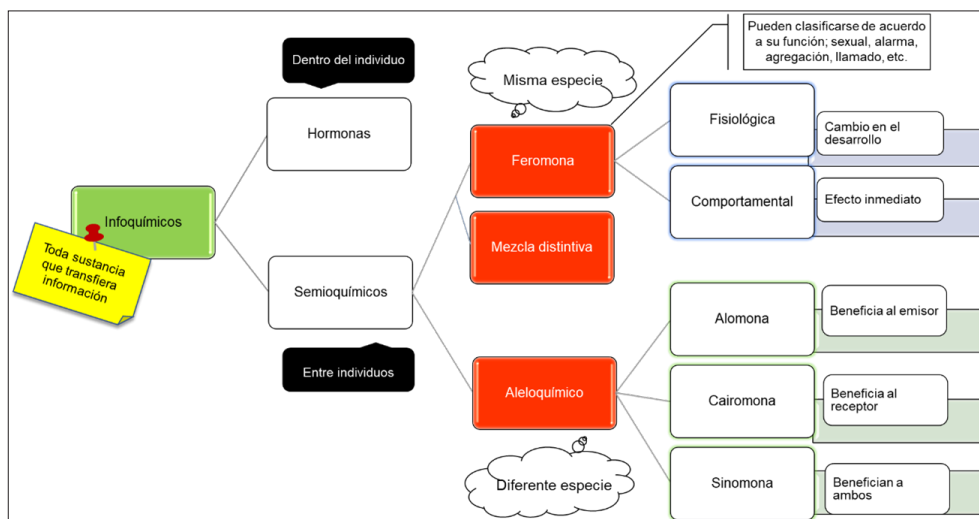 Pueden clasificarse de acuerdo
a su función; sexual, alarma,
agregación, llamado, etc.
Dentro del individuo
Misma especie
Hormonas
Fisiológica
Cambio en el
desarrollo
Feromona
Comportamental
Efecto inmediato
Infoquímicos
Toda sustancia
que transfiera
información
Mezcla distintiva
Semioquímicos
Entre individuos
Alomona
Beneficia al emisor
Aleloquímico
Cairomona
Beneficia al
receptor
Diferente especie
Sinomona
Benefician a
ambos